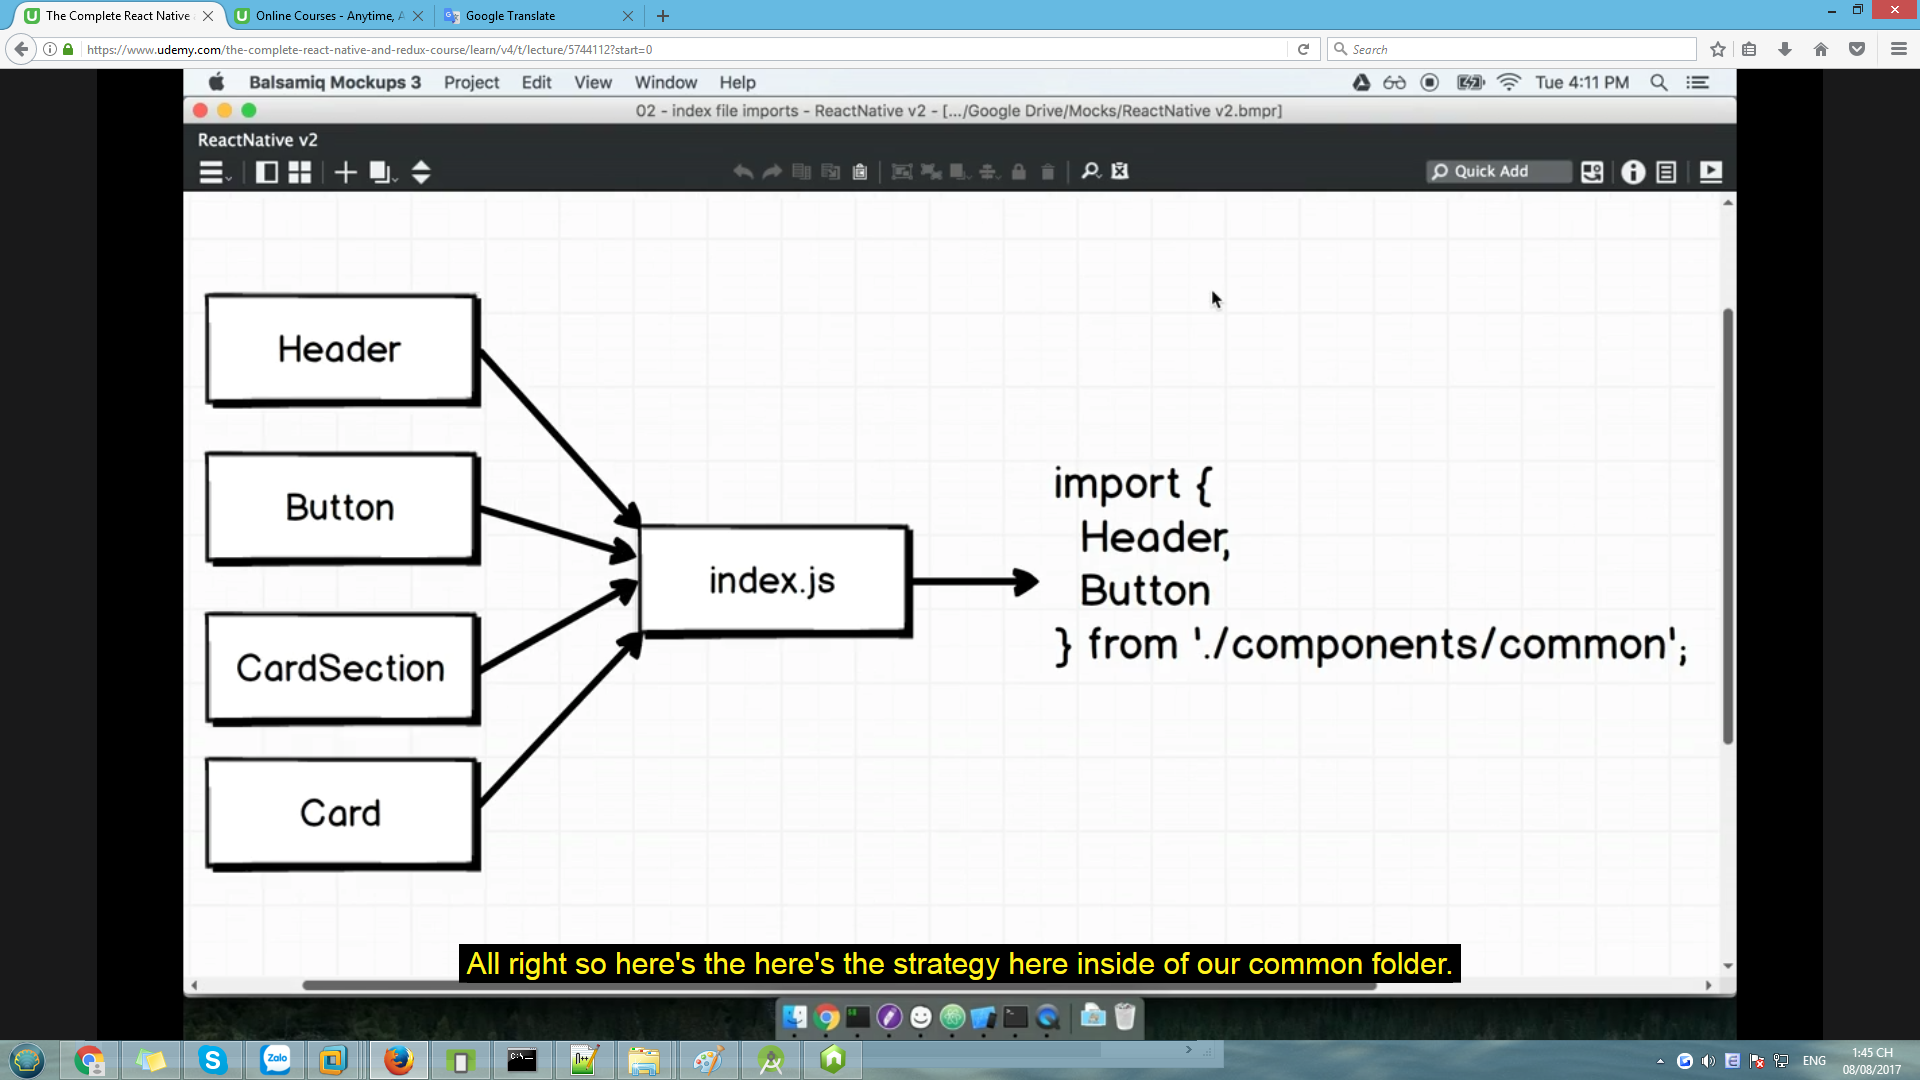 The Complete React Native
Online Courses - Anytime, A
Google Translate
https://www.udemy.com/the-complete-react-native-and-redux-course/learn/v4/t/lecture/5744112?start=0
Search
Balsamiq Mockups 3 Project Edit View Window Help
Tue 4:11 PM
02 - index file imports - ReactNative v2 - [.../Google Drive/Mocks/ReactNative v2.bmpr]
ReactNative v2
Quick Add
Header
Button
CardSection
Card
index.js
import {
Header,
Button
} from './components/common';
All right so here's the here's the strategy here inside of our common folder.
Zalo
C:\
ENG
1:45 CH
08/08/2017